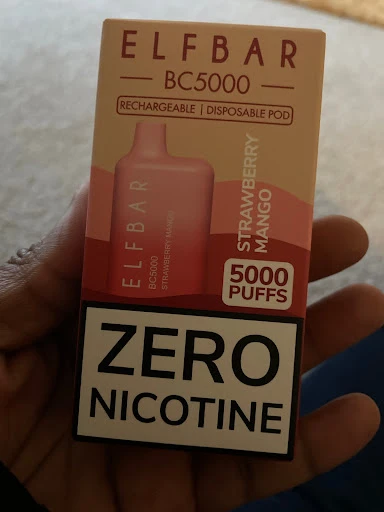 ELFBAR
BC5000
RECHARGEABLE | DISPOSABLE POD
ELFBAR
BC5000
STRAWBERRY MANGO
STRAWBERRY
MANGO
5000
PUFFS
ZERO
NICOTINE